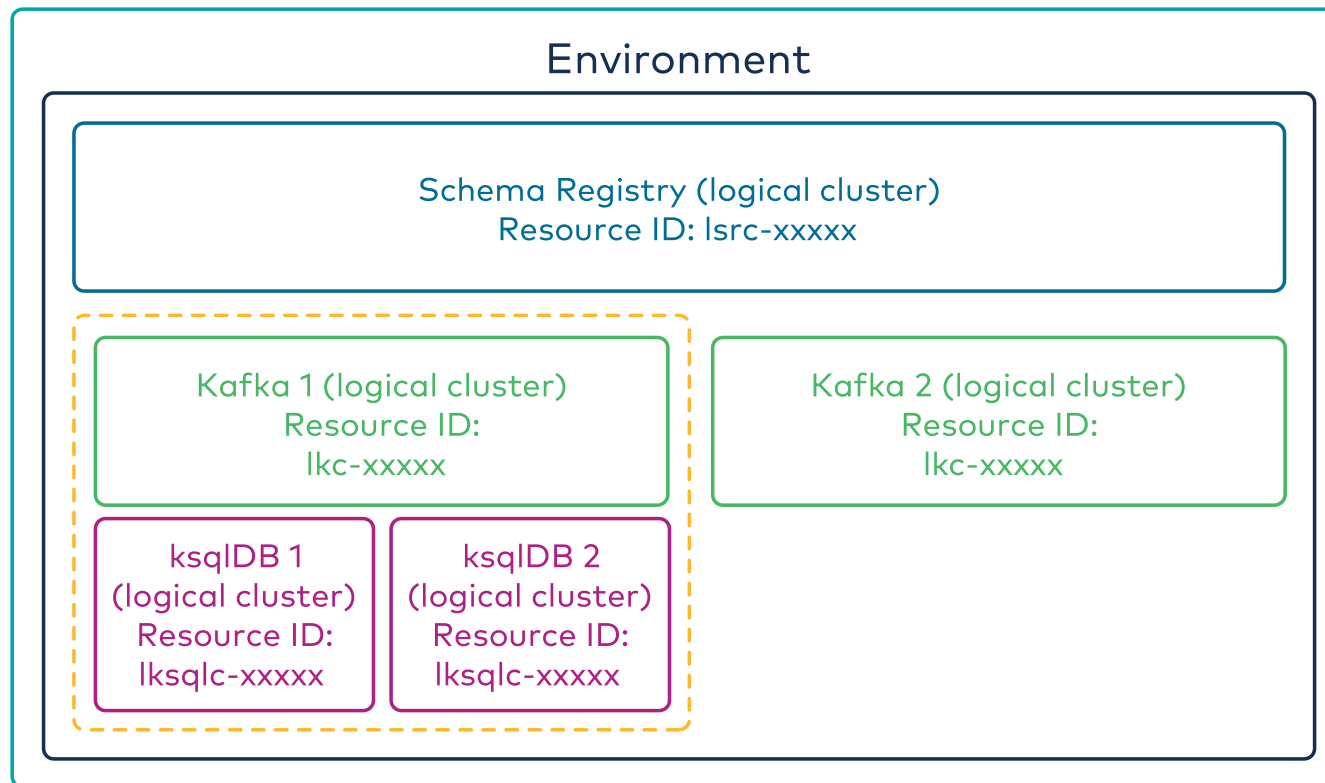 Environment
Schema Registry (logical cluster)
Resource ID: lsrc-xxxxx
Kafka 1 (logical cluster)
Resource ID:
lkc-xxxxx
Kafka 2 (logical cluster)
Resource ID:
lkc-xxxxx
ksqlDB 1
(logical cluster)
Resource ID:
lksqlc-xxxxx
ksqlDB 2
(logical cluster)
Resource ID:
lksqlc-xxxxx